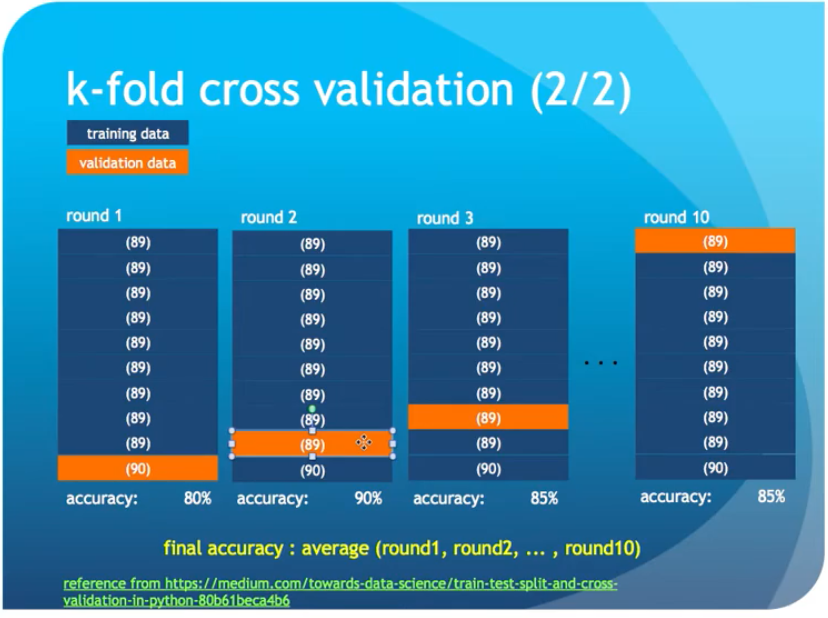 k-fold cross validation (2/2)
training data
validation data
round 1
(89)
(89)
(89)
(89)
(89)
(89)
(89)
(89)
(89)
(90)
accuracy: 80%
round 2
(89)
(89)
(89)
(89)
(89)
(89)
(89)
(89)
(89)
(90)
accuracy: 90%
round 3
(89)
(89)
(89)
(89)
(89)
(89)
(89)
(89)
(89)
(90)
accuracy: 85%
. . .
round 10
(89)
(89)
(89)
(89)
(89)
(89)
(89)
(89)
(89)
(90)
accuracy: 85%
final accuracy : average (round1, round2, ... , round10)
reference from https://medium.com/towards-data-science/train-test-split-and-cross-
validation-in-python-80b61beca4b6